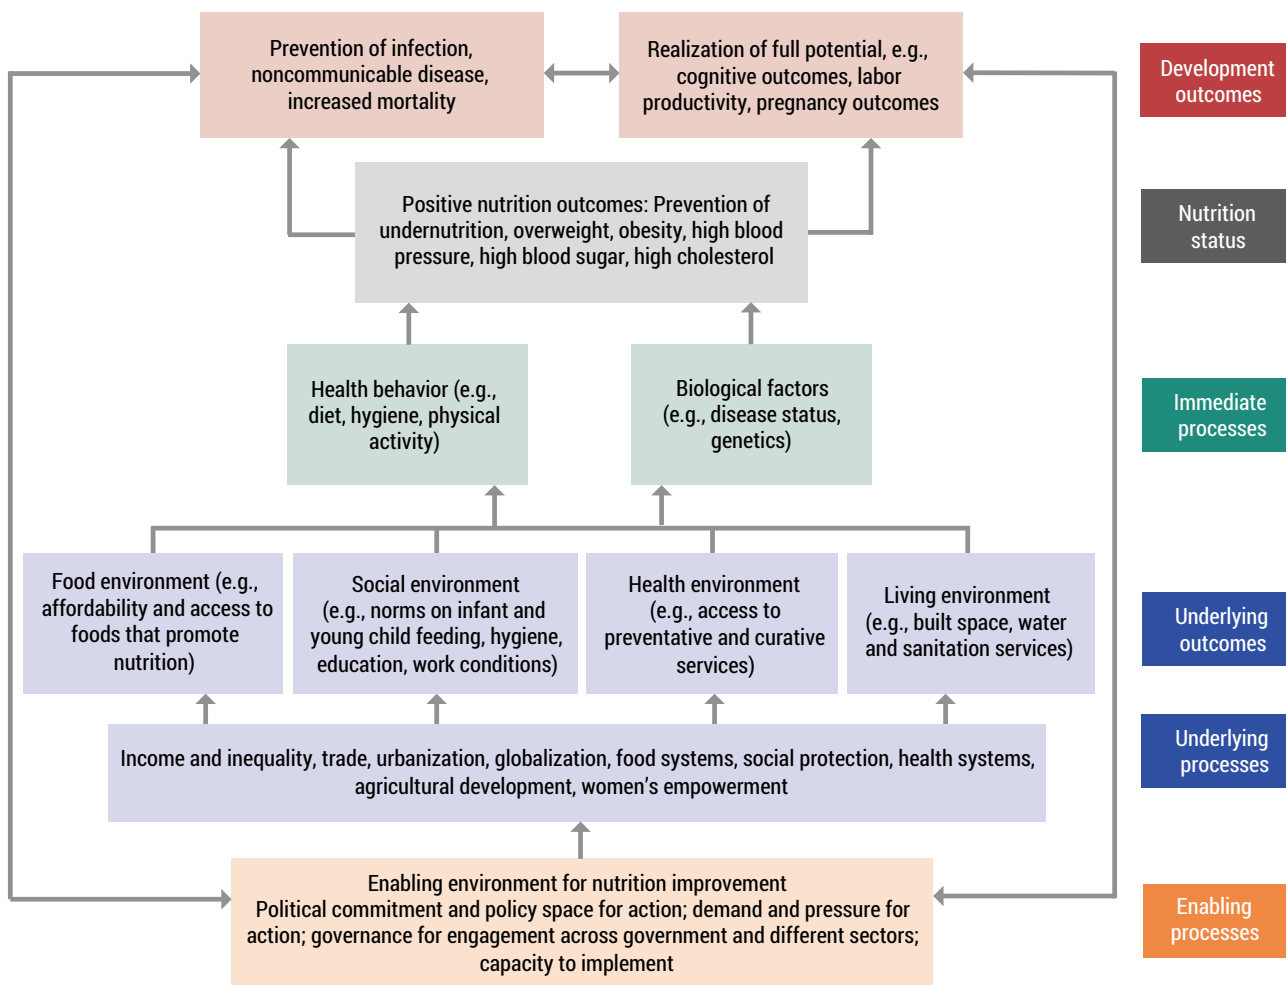 Prevention of infection,
noncommunicable disease,
increased mortality
Realization of full potential, e.g.,
cognitive outcomes, labor
productivity, pregnancy outcomes
Development
outcomes
Positive nutrition outcomes: Prevention of
undernutrition, overweight, obesity, high blood
pressure, high blood sugar, high cholesterol
Nutrition
status
Health behavior (e.g.,
diet, hygiene, physical
activity)
Biological factors
(e.g., disease status,
genetics)
Immediate
processes
Food environment (e.g.,
affordability and access to
foods that promote
nutrition)
Social environment
(e.g., norms on infant and
young child feeding, hygiene,
education, work conditions)
Health environment
(e.g., access to
preventative and curative
services)
Living environment
(e.g., built space, water
and sanitation services)
Underlying
outcomes
Income and inequality, trade, urbanization, globalization, food systems, social protection, health systems,
agricultural development, women's empowerment
Underlying
processes
Enabling environment for nutrition improvement
Political commitment and policy space for action; demand and pressure for
action; governance for engagement across government and different sectors;
capacity to implement
Enabling
processes